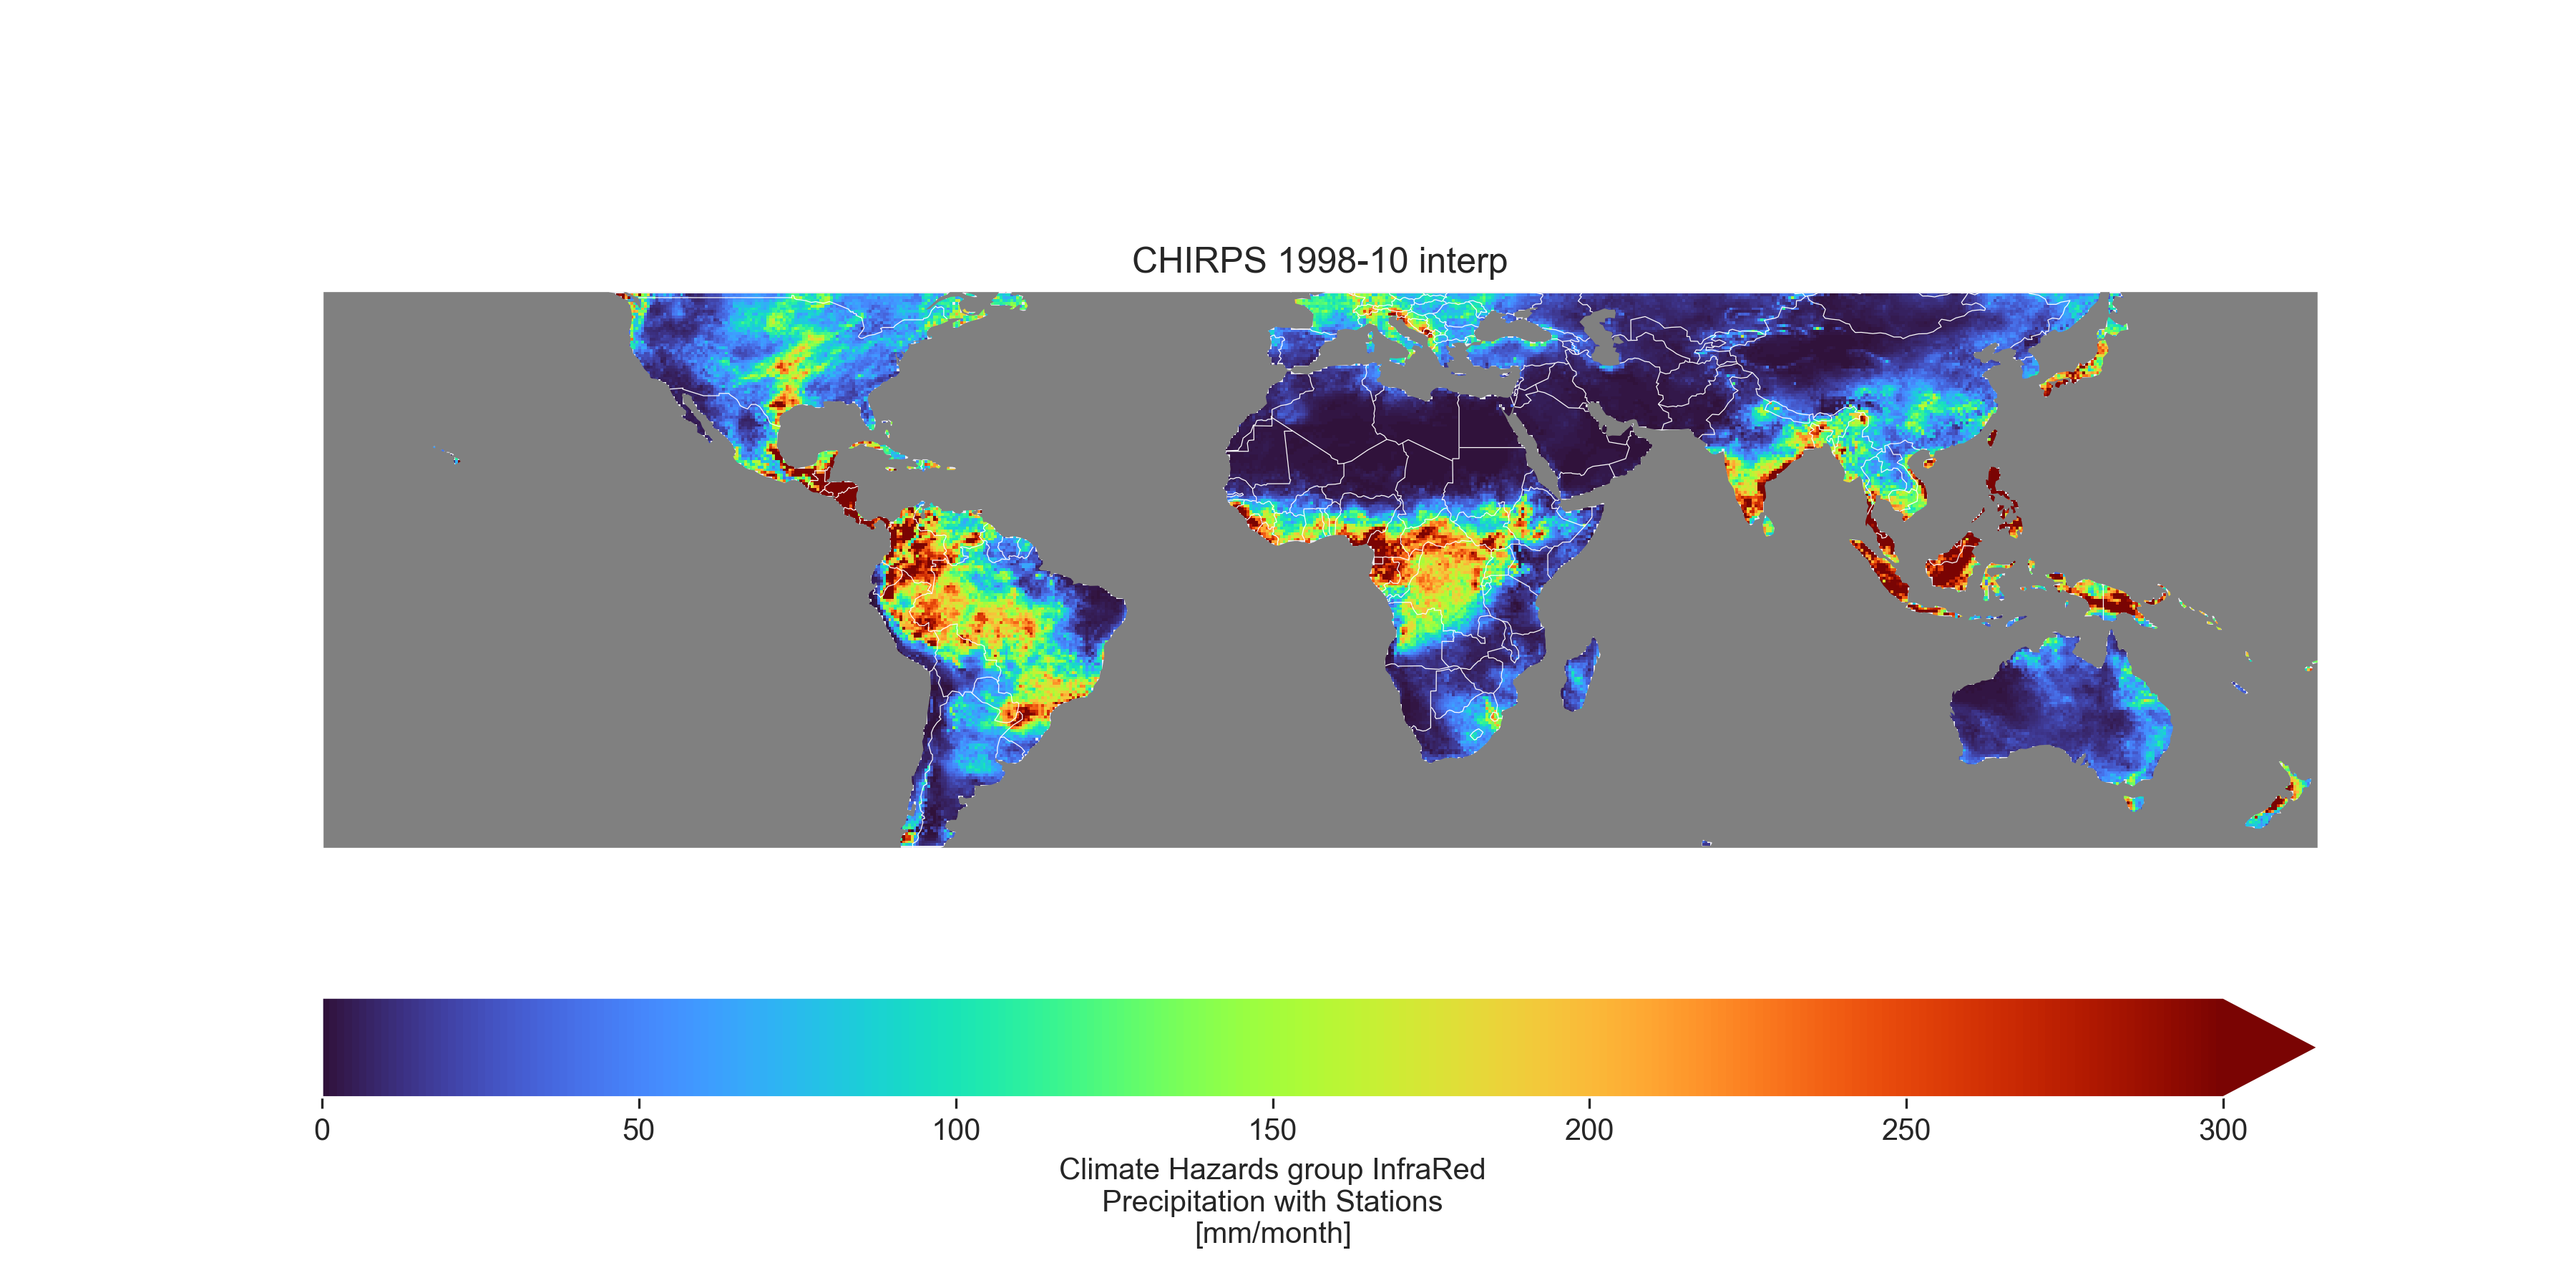 CHIRPS 1998-10 interp
0 50 100 150 200 250 300
Climate Hazards group InfraRed
Precipitation with Stations
[mm/month]